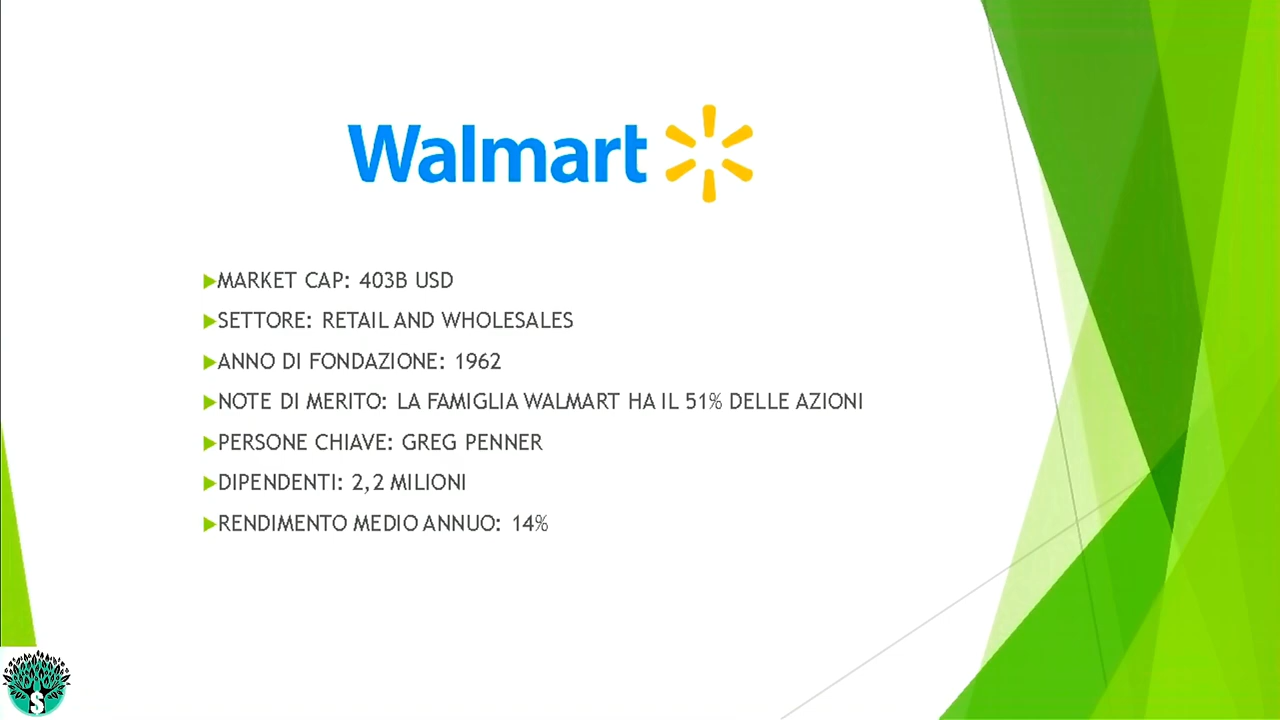 Walmart
MARKET CAP: 403B USD
SETTORE: RETAIL AND WHOLESALES
ANNO DI FONDAZIONE: 1962
NOTE DI MERITO: LA FAMIGLIA WALMART HA IL 51% DELLE AZIONI
PERSONE CHIAVE: GREG PENNER
DIPENDENTI: 2,2 MILIONI
RENDIMENTO MEDIO ANNUO: 14%
$